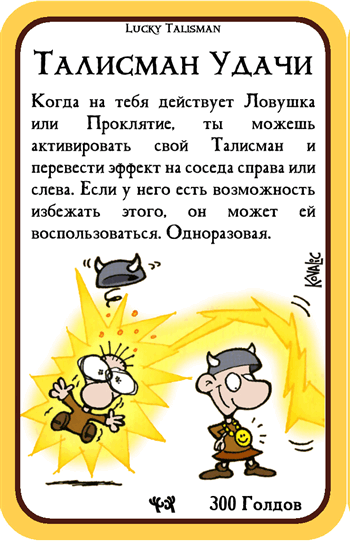 Lucky Talisman
Талисман Удачи
Когда на тебя действует Ловушка
или Проклятие, ты можешь
активировать свой Талисман и
перевести эффект на соседа справа или
слева. Если у него есть возможность
избежать этого, он может ей
воспользоваться. Одноразовая.
Kovalic
300 Голдов